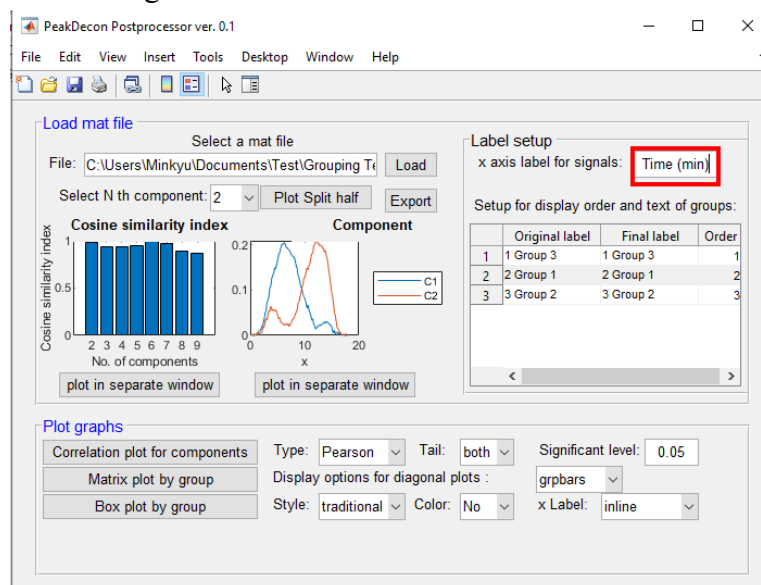 PeakDecon Postprocessor ver. 0.1
File Edit View Insert Tools Desktop Window Help
Load mat file
Select a mat file
File: C:\Users\Minkyu\Documents\Test\Grouping Te Load
Select N th component: 2 Plot Split half Export
Cosine similarity index
Cosine similarity index
1
0.5
0
2 3 4 5 6 7 8 9
No. of components
plot in separate window
Component
0.2
0.1
0
0 10 20
x
C1
C2
plot in separate window
Label setup
x axis label for signals: Time (min)
Setup for display order and text of groups:
Original label Final label Order
1 1 Group 3 1 Group 3 1
2 2 Group 1 2 Group 1 2
3 3 Group 2 3 Group 2 3
Plot graphs
Correlation plot for components Type: Pearson Tail: both Significant level: 0.05
Matrix plot by group Display options for diagonal plots : grpbars
Box plot by group Style: traditional Color: No x Label: inline